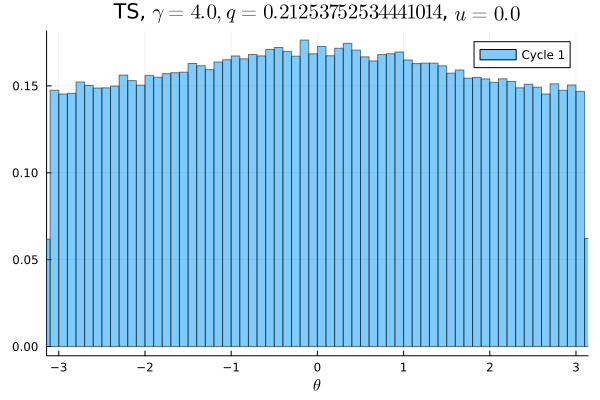 TS, γ = 4.0, q = 0.21253752534441014, u = 0.0
Cycle 1
0.15
0.10
0.05
0.00
−3 −2 −1 0 1 2 3
θ